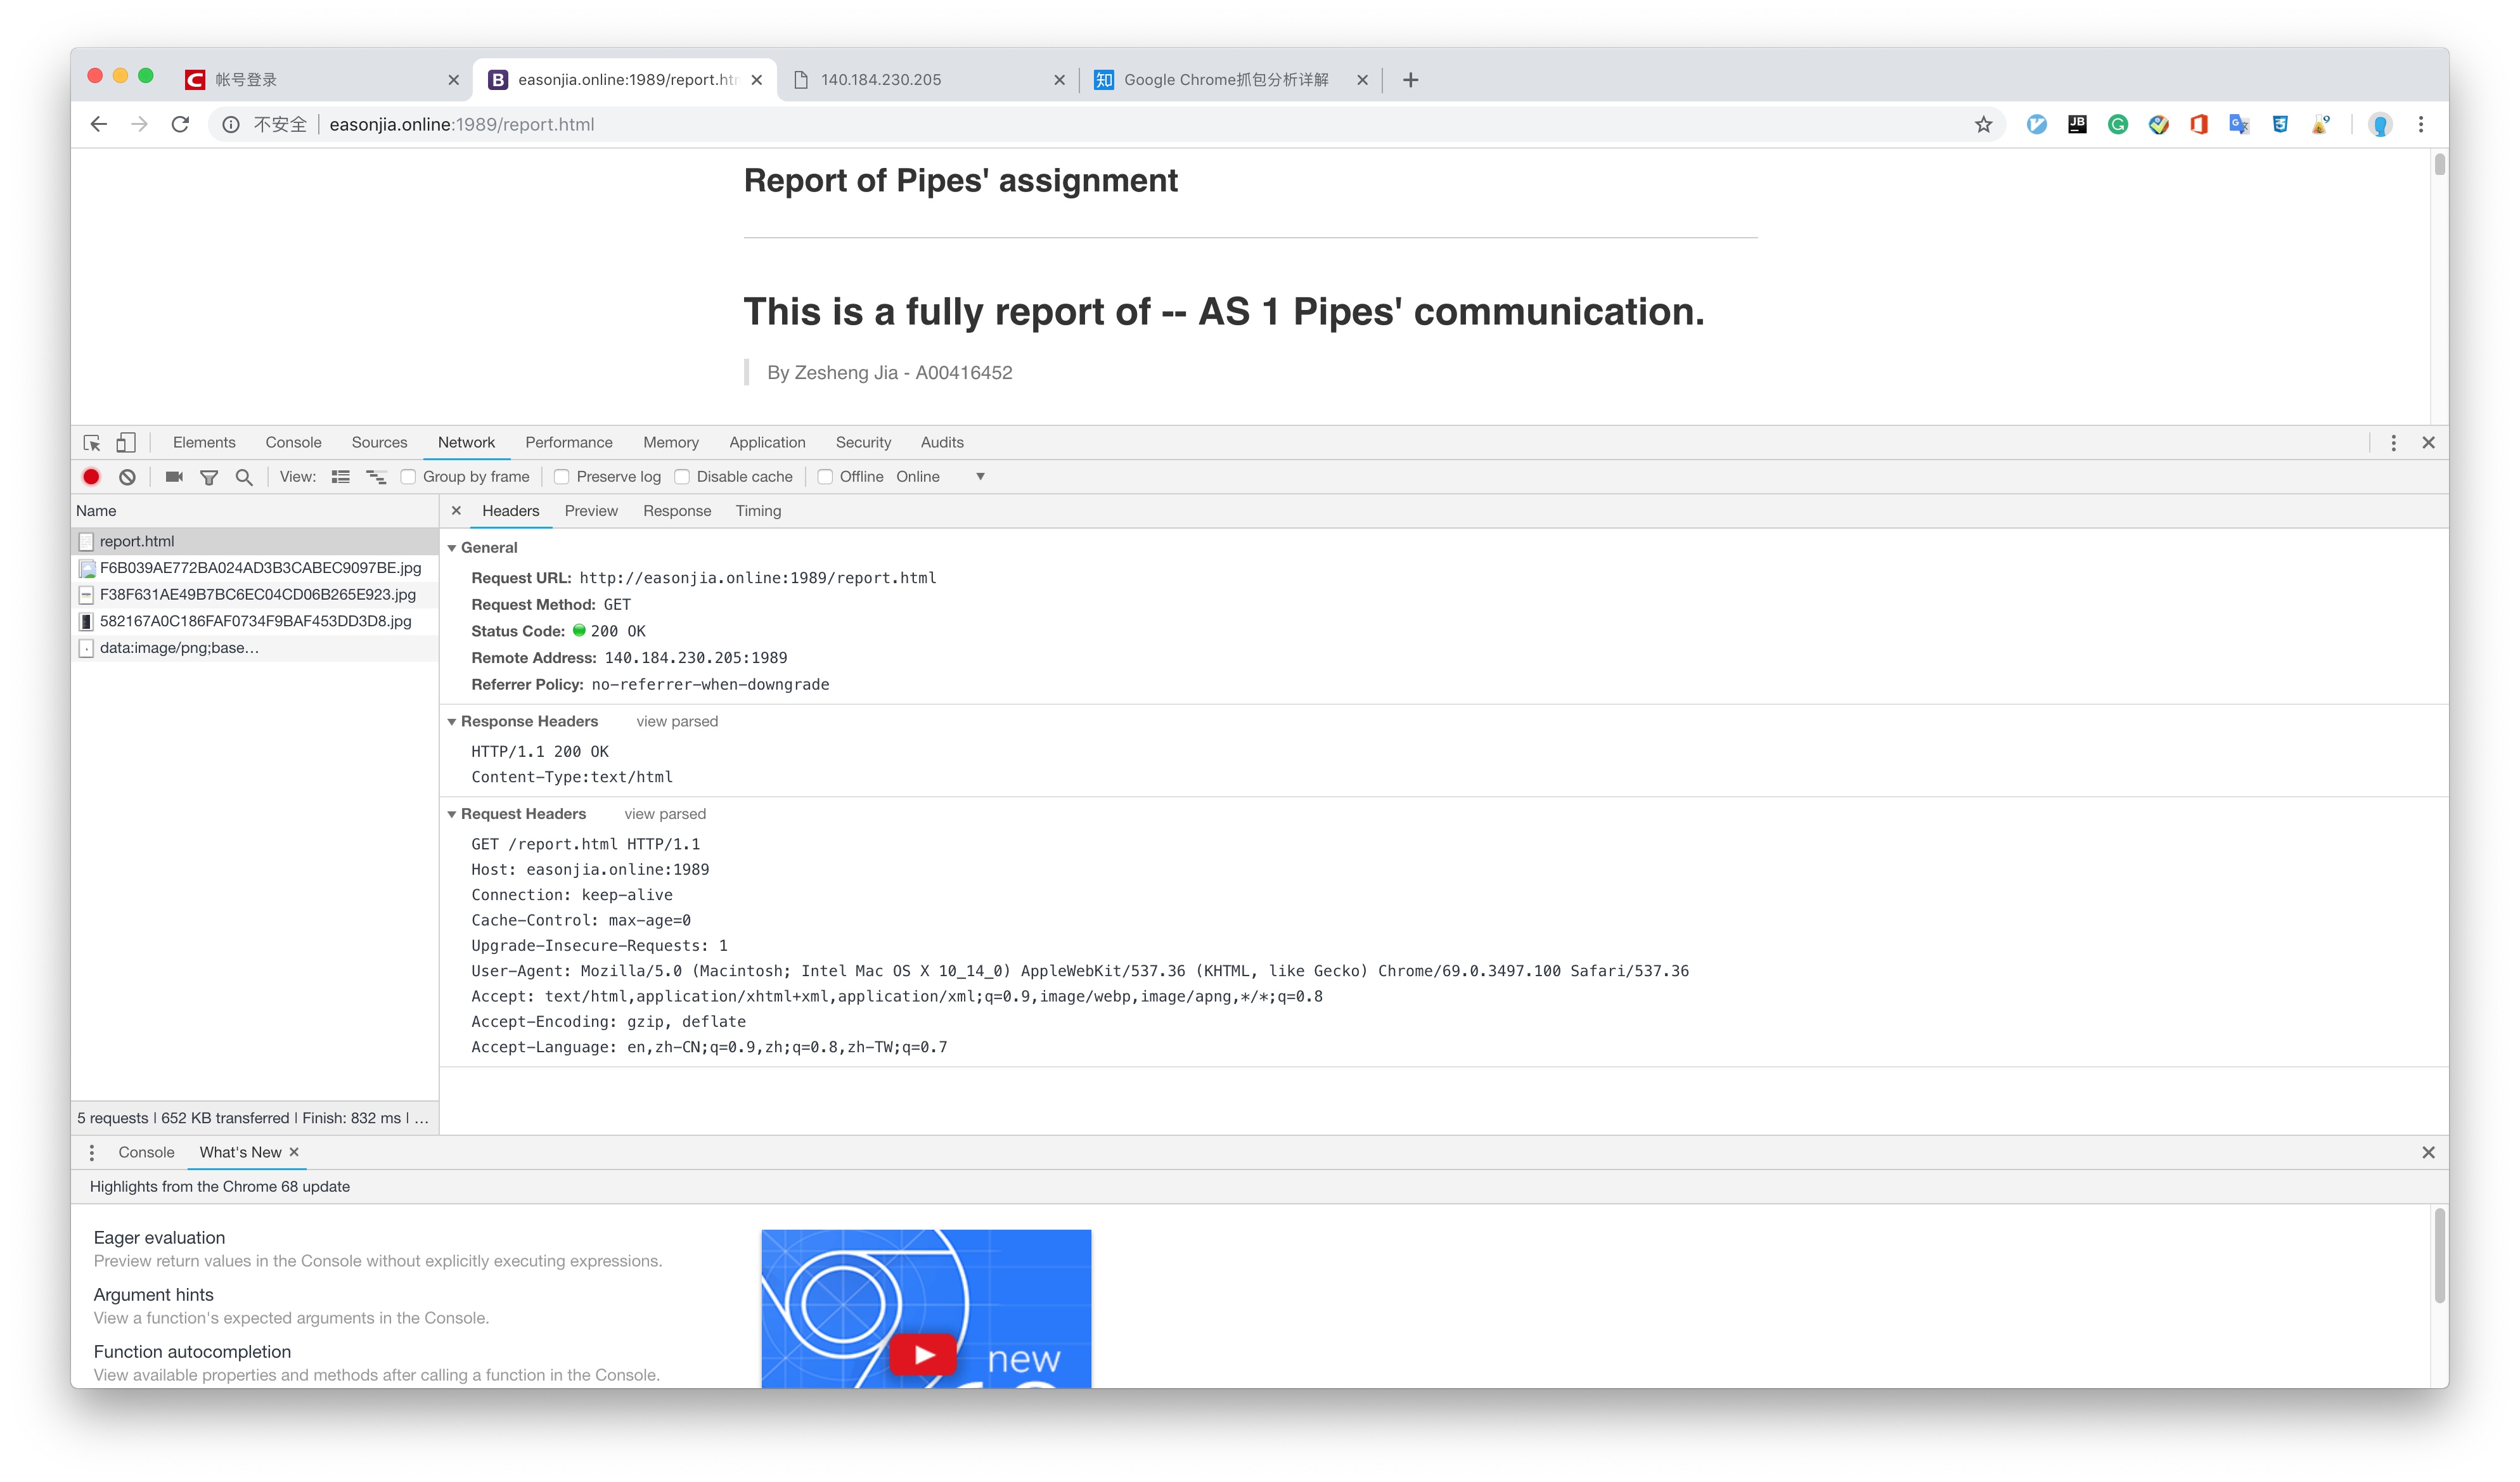 帐号登录
easonjia.online:1989/report.htm
140.184.230.205
Google Chrome抓包分析详解
不安全
easonjia.online:1989/report.html
Report of Pipes' assignment
This is a fully report of -- AS 1 Pipes' communication.
By Zesheng Jia - A00416452
Elements Console Sources Network Performance Memory Application Security Audits
View: Group by frame Preserve log Disable cache Offline Online
Name
Headers Preview Response Timing
report.html
F6B039AE772BA024AD3B3CABEC9097BE.jpg
F38F631AE49B7BC6EC04CD06B265E923.jpg
582167A0C186FAF0734F9BAF453DD3D8.jpg
data:image/png;base…
General
Request URL: http://easonjia.online:1989/report.html
Request Method: GET
Status Code: 200 OK
Remote Address: 140.184.230.205:1989
Referrer Policy: no-referrer-when-downgrade
Response Headers view parsed
HTTP/1.1 200 OK
Content-Type:text/html
Request Headers view parsed
GET /report.html HTTP/1.1
Host: easonjia.online:1989
Connection: keep-alive
Cache-Control: max-age=0
Upgrade-Insecure-Requests: 1
User-Agent: Mozilla/5.0 (Macintosh; Intel Mac OS X 10_14_0) AppleWebKit/537.36 (KHTML, like Gecko) Chrome/69.0.3497.100 Safari/537.36
Accept: text/html,application/xhtml+xml,application/xml;q=0.9,image/webp,image/apng,*/*;q=0.8
Accept-Encoding: gzip, deflate
Accept-Language: en,zh-CN;q=0.9,zh;q=0.8,zh-TW;q=0.7
5 requests | 652 KB transferred | Finish: 832 ms | …
Console What's New
Highlights from the Chrome 68 update
Eager evaluation
Preview return values in the Console without explicitly executing expressions.
Argument hints
View a function's expected arguments in the Console.
Function autocompletion
View available properties and methods after calling a function in the Console.
new